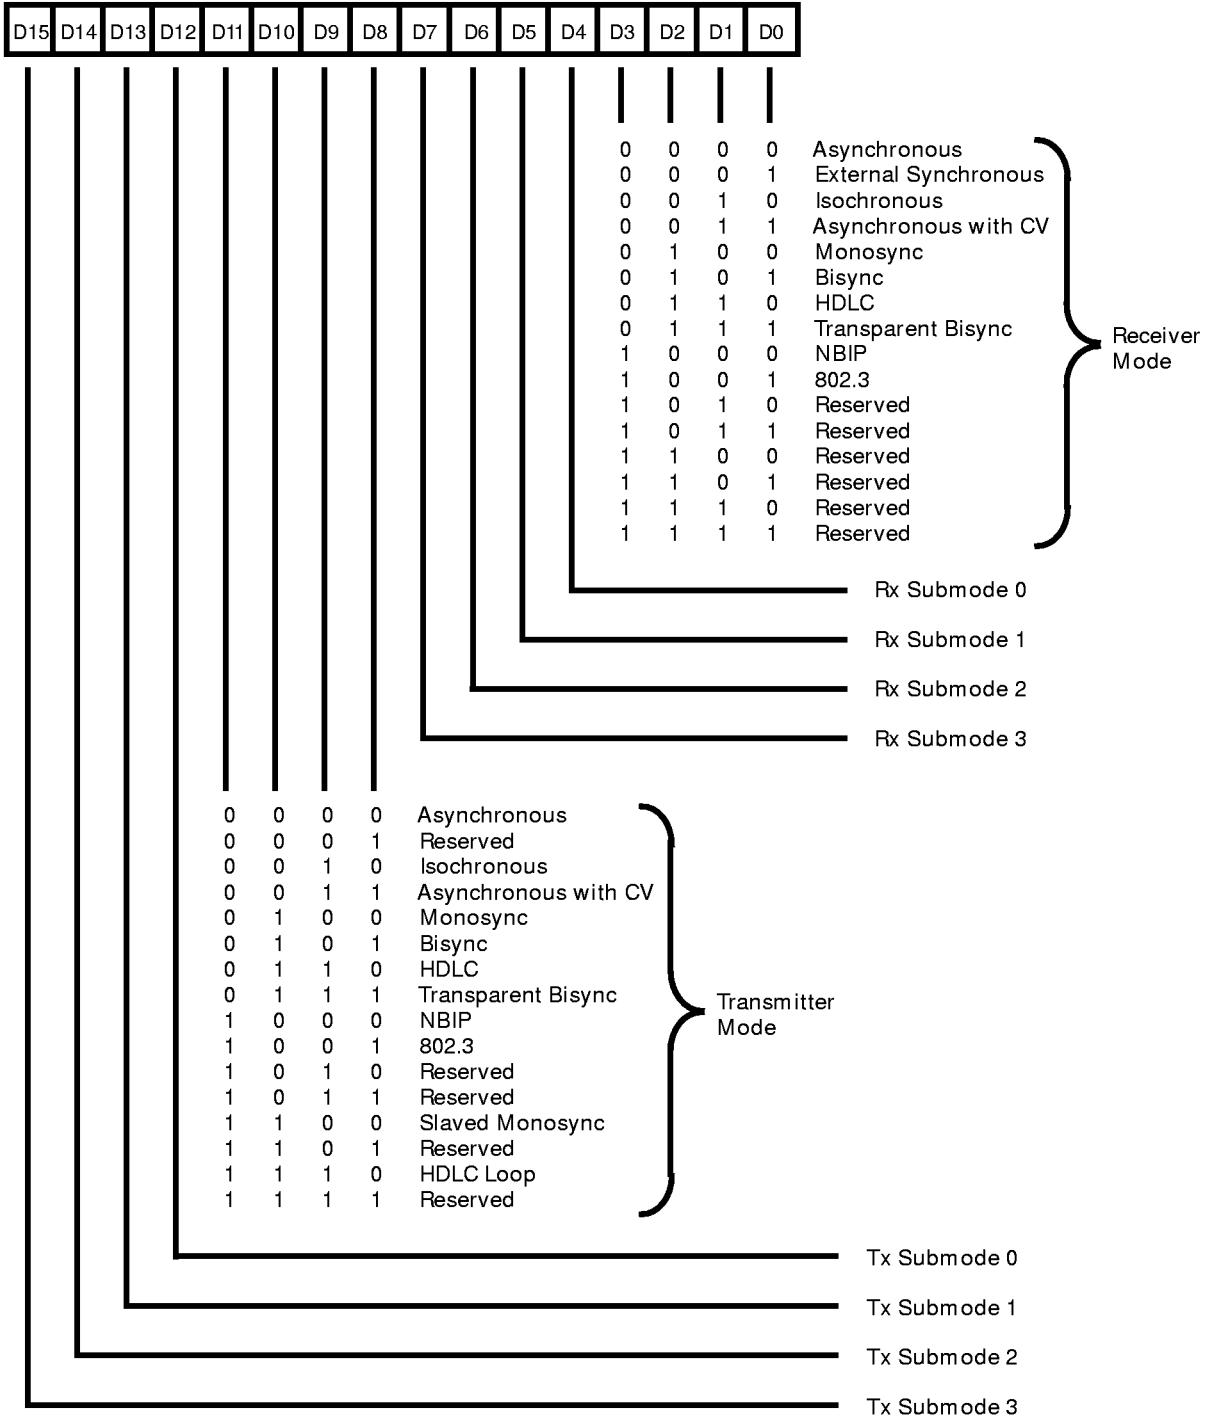 D15 D14 D13 D12 D11 D10 D9 D8 D7 D6 D5 D4 D3 D2 D1 D0
0 0 0 0 Asynchronous
0 0 0 1 External Synchronous
0 0 1 0 Isochronous
0 0 1 1 Asynchronous with CV
0 1 0 0 Monosync
0 1 0 1 Bisync
0 1 1 0 HDLC
0 1 1 1 Transparent Bisync
1 0 0 0 NBIP
1 0 0 1 802.3
1 0 1 0 Reserved
1 0 1 1 Reserved
1 1 0 0 Reserved
1 1 0 1 Reserved
1 1 1 0 Reserved
1 1 1 1 Reserved
Receiver
Mode
Rx Submode 0
Rx Submode 1
Rx Submode 2
Rx Submode 3
0 0 0 0 Asynchronous
0 0 0 1 Reserved
0 0 1 0 Isochronous
0 0 1 1 Asynchronous with CV
0 1 0 0 Monosync
0 1 0 1 Bisync
0 1 1 0 HDLC
0 1 1 1 Transparent Bisync
1 0 0 0 NBIP
1 0 0 1 802.3
1 0 1 0 Reserved
1 0 1 1 Reserved
1 1 0 0 Slaved Monosync
1 1 0 1 Reserved
1 1 1 0 HDLC Loop
1 1 1 1 Reserved
Transmitter
Mode
Tx Submode 0
Tx Submode 1
Tx Submode 2
Tx Submode 3